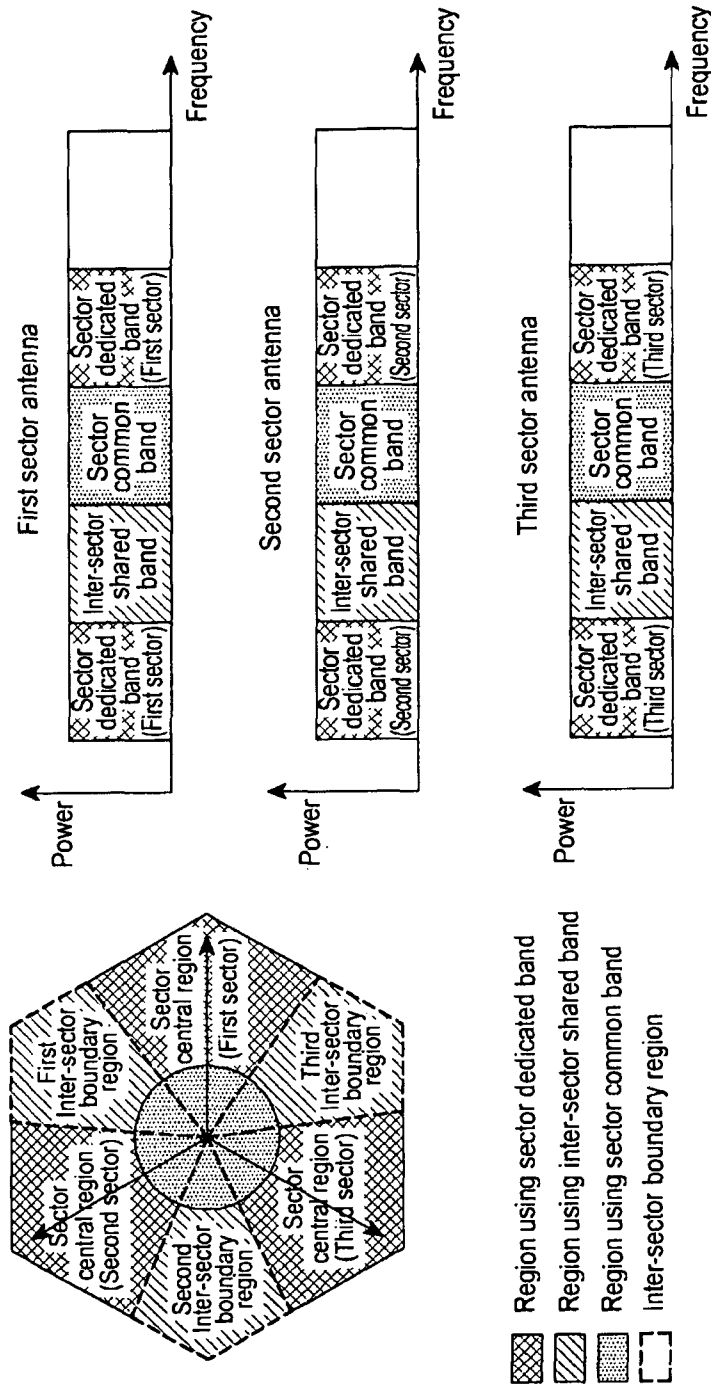 First
Inter-sector
boundary
region
Sector
central region
(Second sector)
Sector
central region
(First sector)
Second
Inter-sector
boundary
region
Sector
central region
(Third sector)
Third
Inter-sector
boundary
region
Region using sector dedicated band
Region using inter-sector shared band
Region using sector common band
Inter-sector boundary region
First sector antenna
Power
Sector
dedicated
band
(First sector)
Inter-sector
shared
band
Sector
common
band
Sector
dedicated
band
(First sector)
Frequency
Second sector antenna
Power
Sector
dedicated
band
(Second sector)
Inter-sector
shared
band
Sector
common
band
Sector
dedicated
band
(Second sector)
Frequency
Third sector antenna
Power
Sector
dedicated
band
(Third sector)
Inter-sector
shared
band
Sector
common
band
Sector
dedicated
band
(Third sector)
Frequency